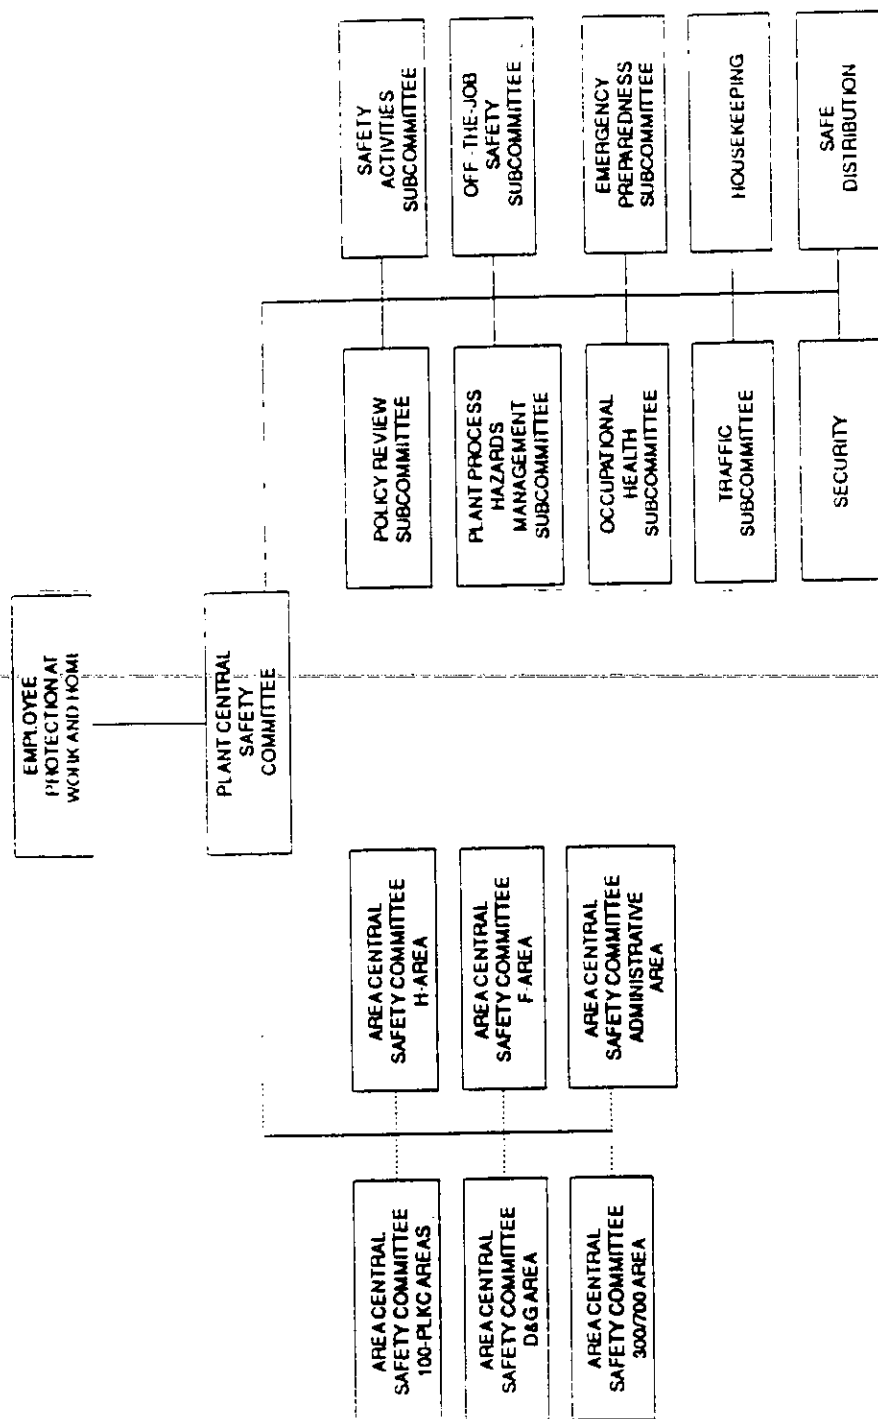 EMPLOYEE
PROTECTION AT
WORK AND HOME
PLANT CENTRAL
SAFETY
COMMITTEE
AREA CENTRAL
SAFETY COMMITTEE
100-PLKC AREAS
AREA CENTRAL
SAFETY COMMITTEE
H-AREA
AREA CENTRAL
SAFETY COMMITTEE
D&G AREA
AREA CENTRAL
SAFETY COMMITTEE
F-AREA
AREA CENTRAL
SAFETY COMMITTEE
300/700 AREA
AREA CENTRAL
SAFETY COMMITTEE
ADMINISTRATIVE
AREA
POLICY REVIEW
SUBCOMMITTEE
SAFETY
ACTIVITIES
SUBCOMMITTEE
PLANT PROCESS
HAZARDS
MANAGEMENT
SUBCOMMITTEE
OFF-THE-JOB
SAFETY
SUBCOMMITTEE
OCCUPATIONAL
HEALTH
SUBCOMMITTEE
EMERGENCY
PREPAREDNESS
SUBCOMMITTEE
TRAFFIC
SUBCOMMITTEE
HOUSEKEEPING
SECURITY
SAFE
DISTRIBUTION